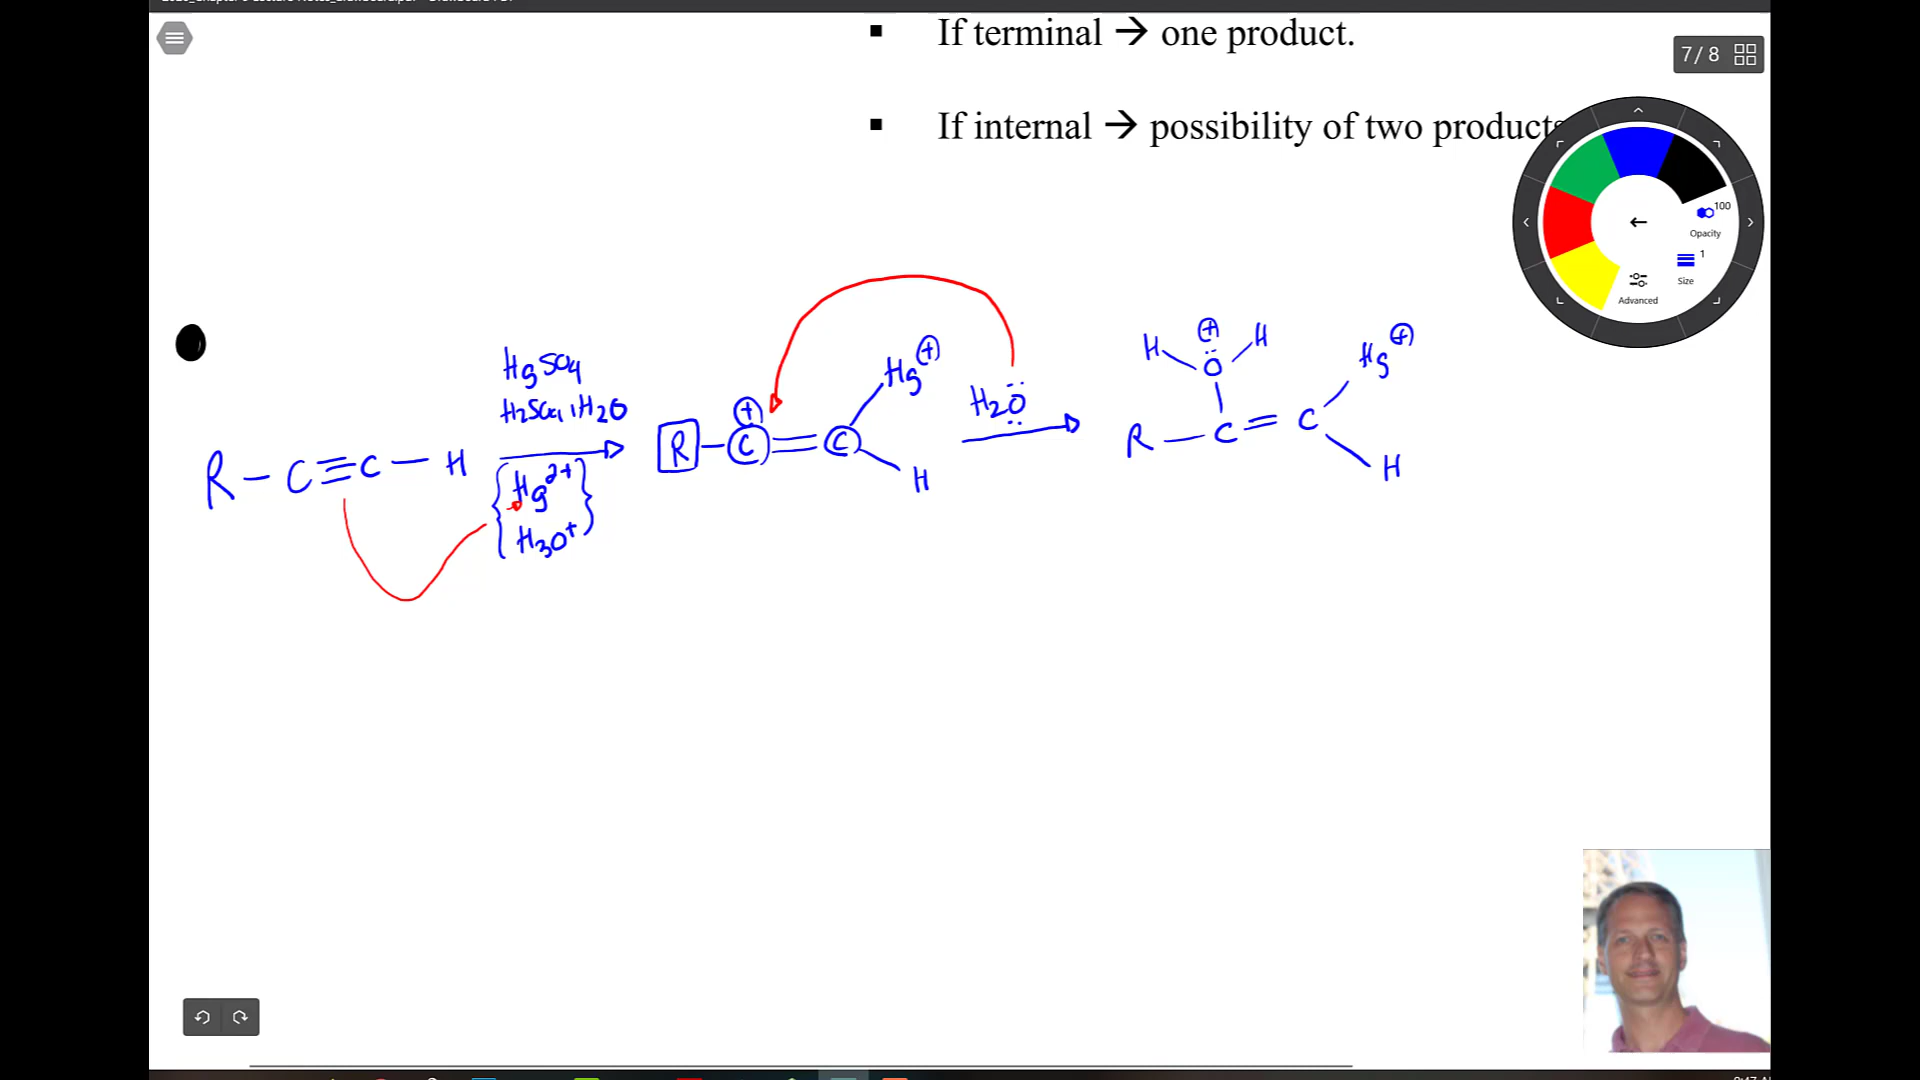 ▪ If terminal → one product.
7 / 8
▪ If internal → possibility of two products
100
Opacity
1
Size
Advanced
HgSO4
H2SO4, H2O
R – C ≡ C – H
{Hg2+
H3O+}
R – C = C
+
Hg +
H
H2O
H O H
+
Hg +
R – C = C
H